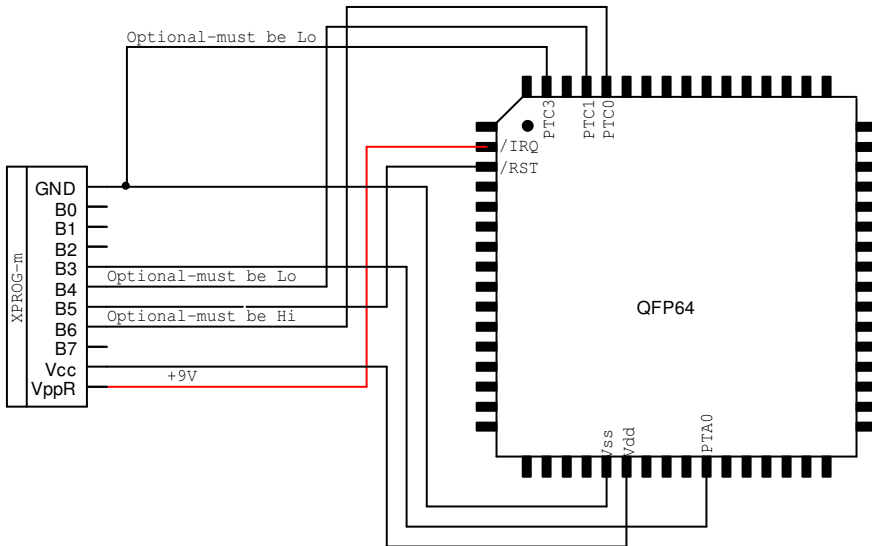 Optional-must be Lo
PTC3
PTC1
PTC0
/IRQ
/RST
XPROG-m
GND
B0
B1
B2
B3
Optional-must be Lo
B4
B5
Optional-must be Hi
B6
B7
Vcc
+9V
VppR
QFP64
Vss
Vdd
PTA0